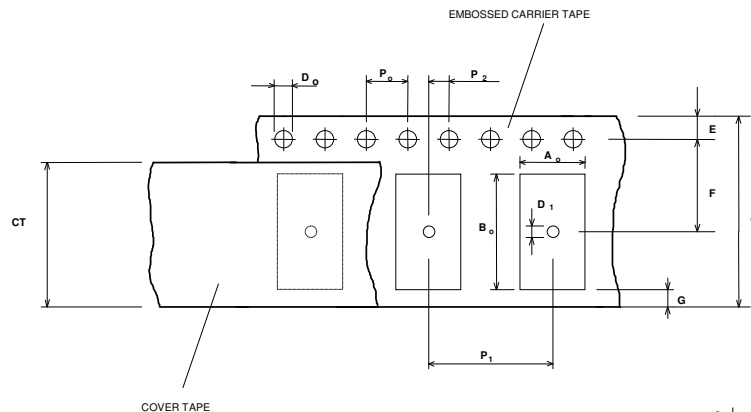 EMBOSSED CARRIER TAPE
Do
Po
P2
E
Ao
F
D1
CT
Bo
G
P1
COVER TAPE